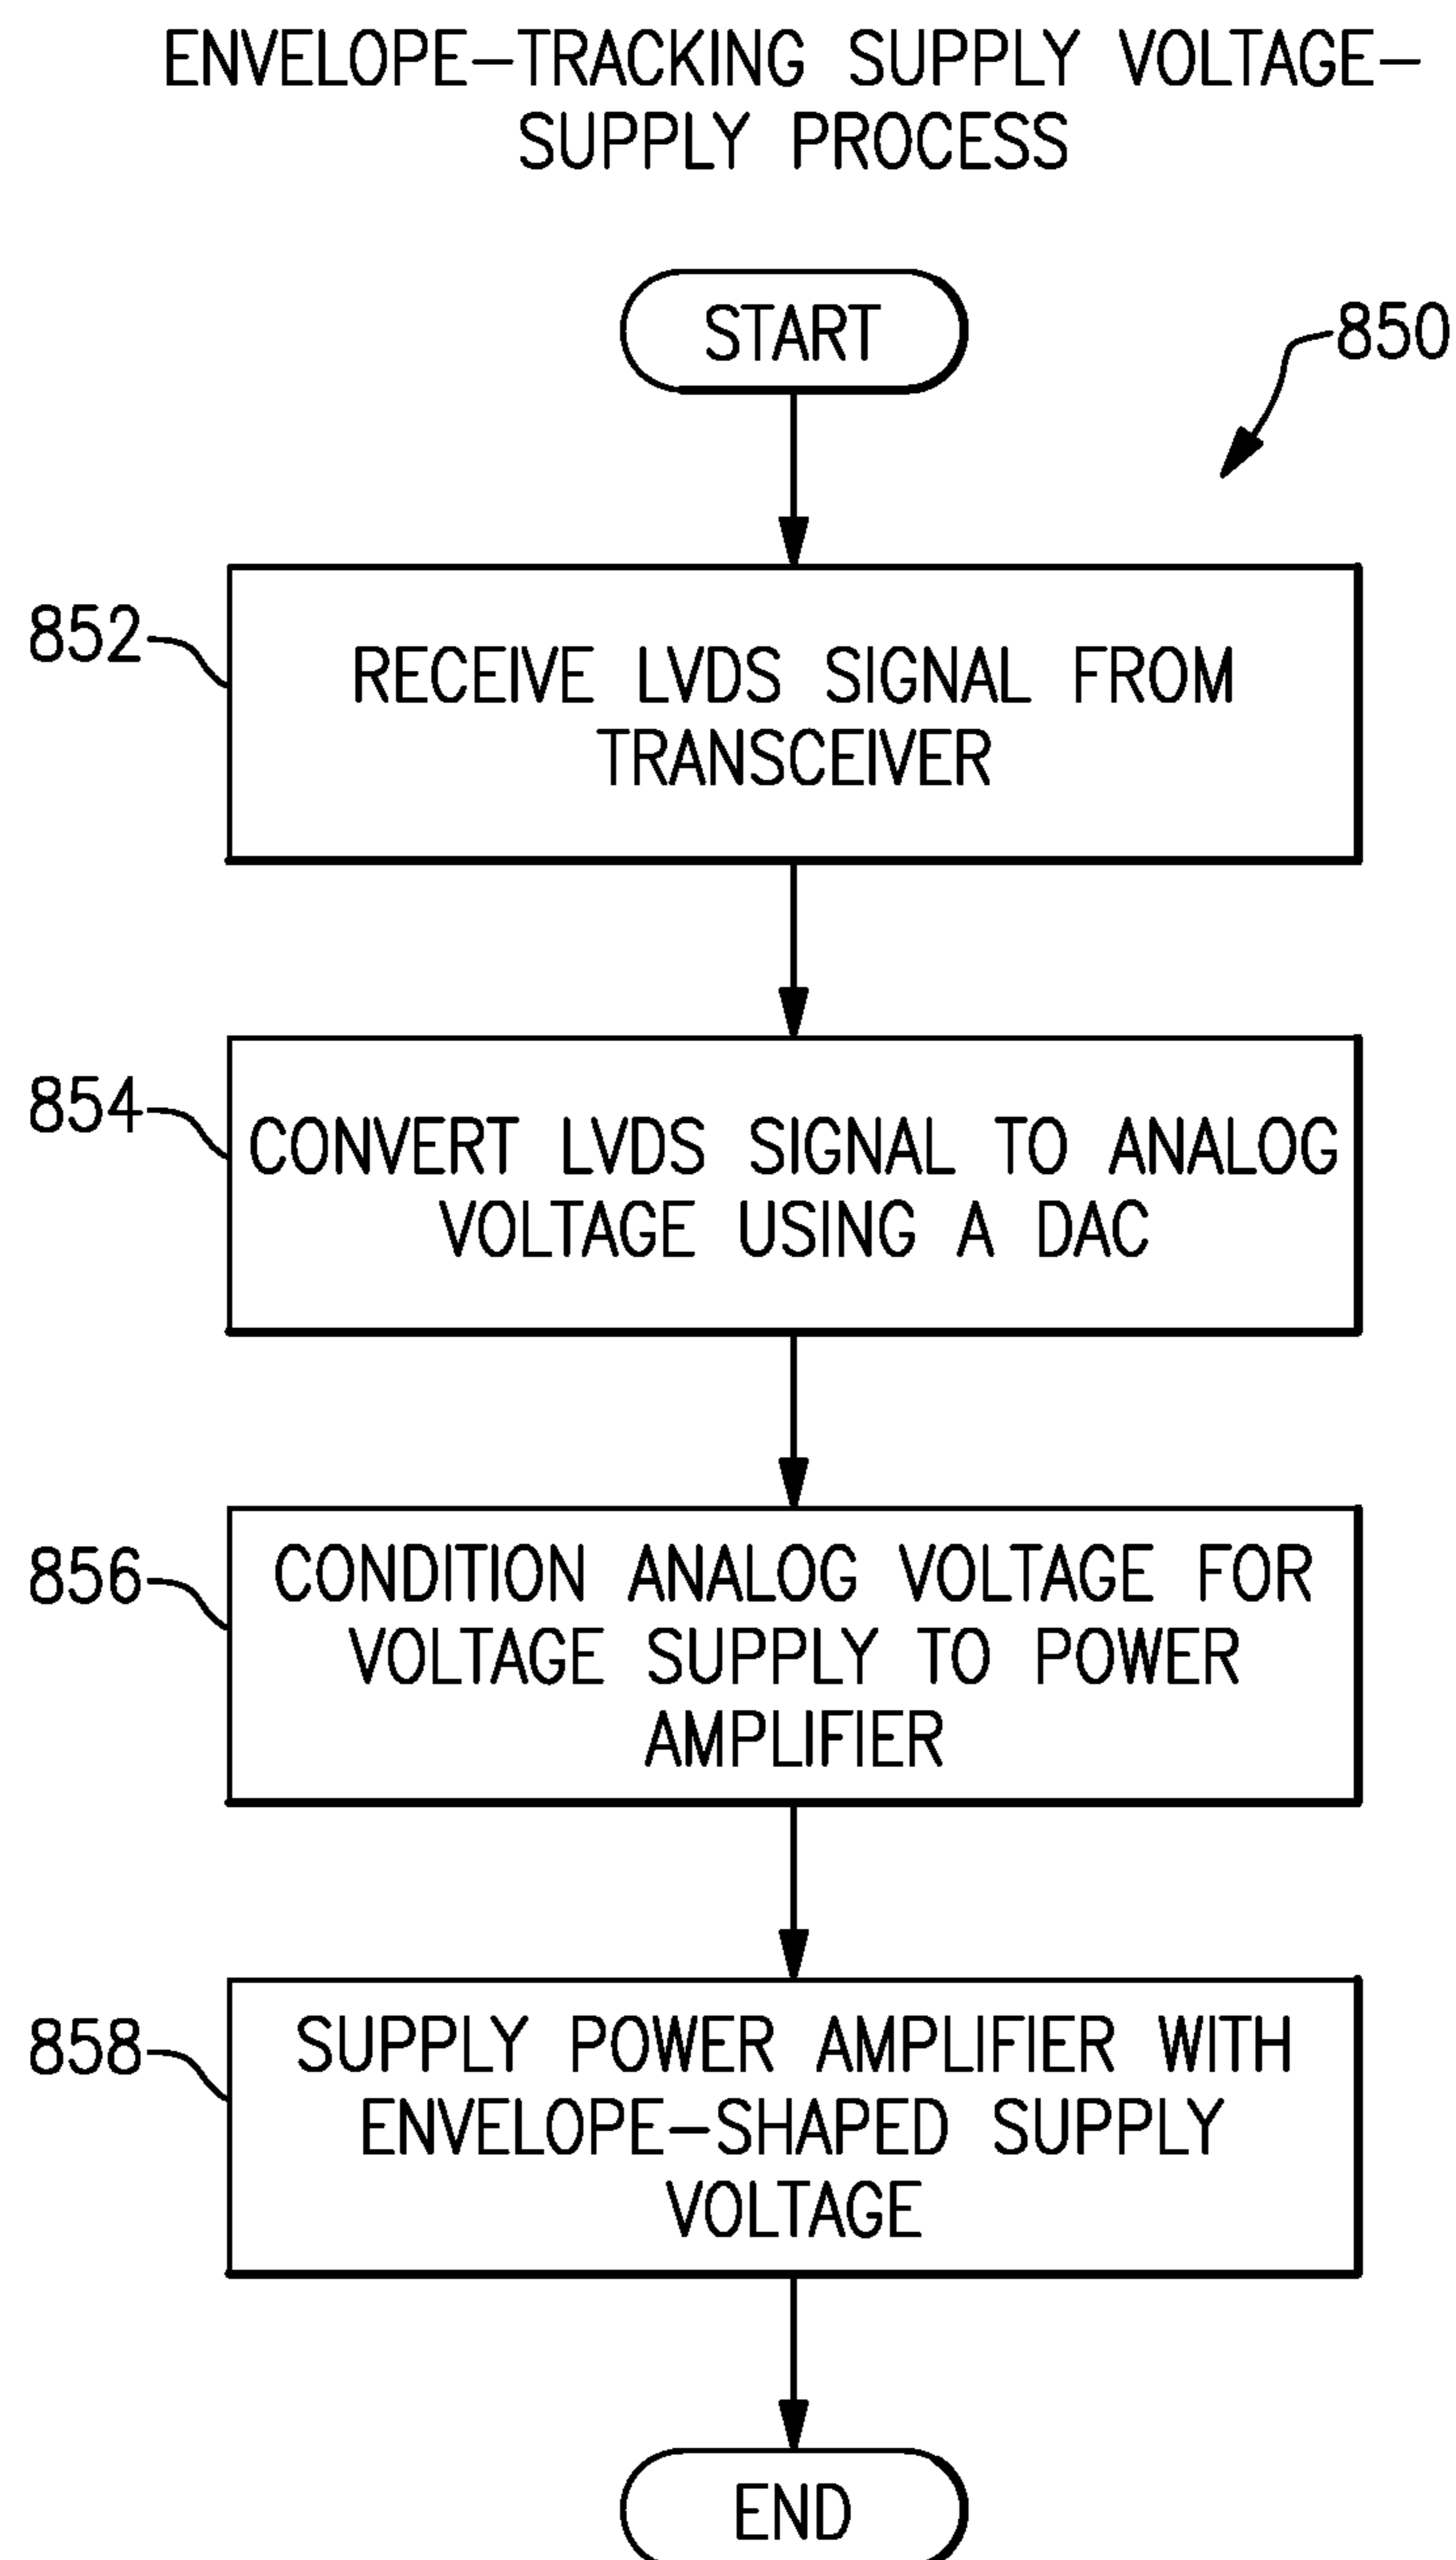 ENVELOPE-TRACKING SUPPLY VOLTAGE-
SUPPLY PROCESS
START
850
852
RECEIVE LVDS SIGNAL FROM
TRANSCEIVER
854
CONVERT LVDS SIGNAL TO ANALOG
VOLTAGE USING A DAC
856
CONDITION ANALOG VOLTAGE FOR
VOLTAGE SUPPLY TO POWER
AMPLIFIER
858
SUPPLY POWER AMPLIFIER WITH
ENVELOPE-SHAPED SUPPLY
VOLTAGE
END